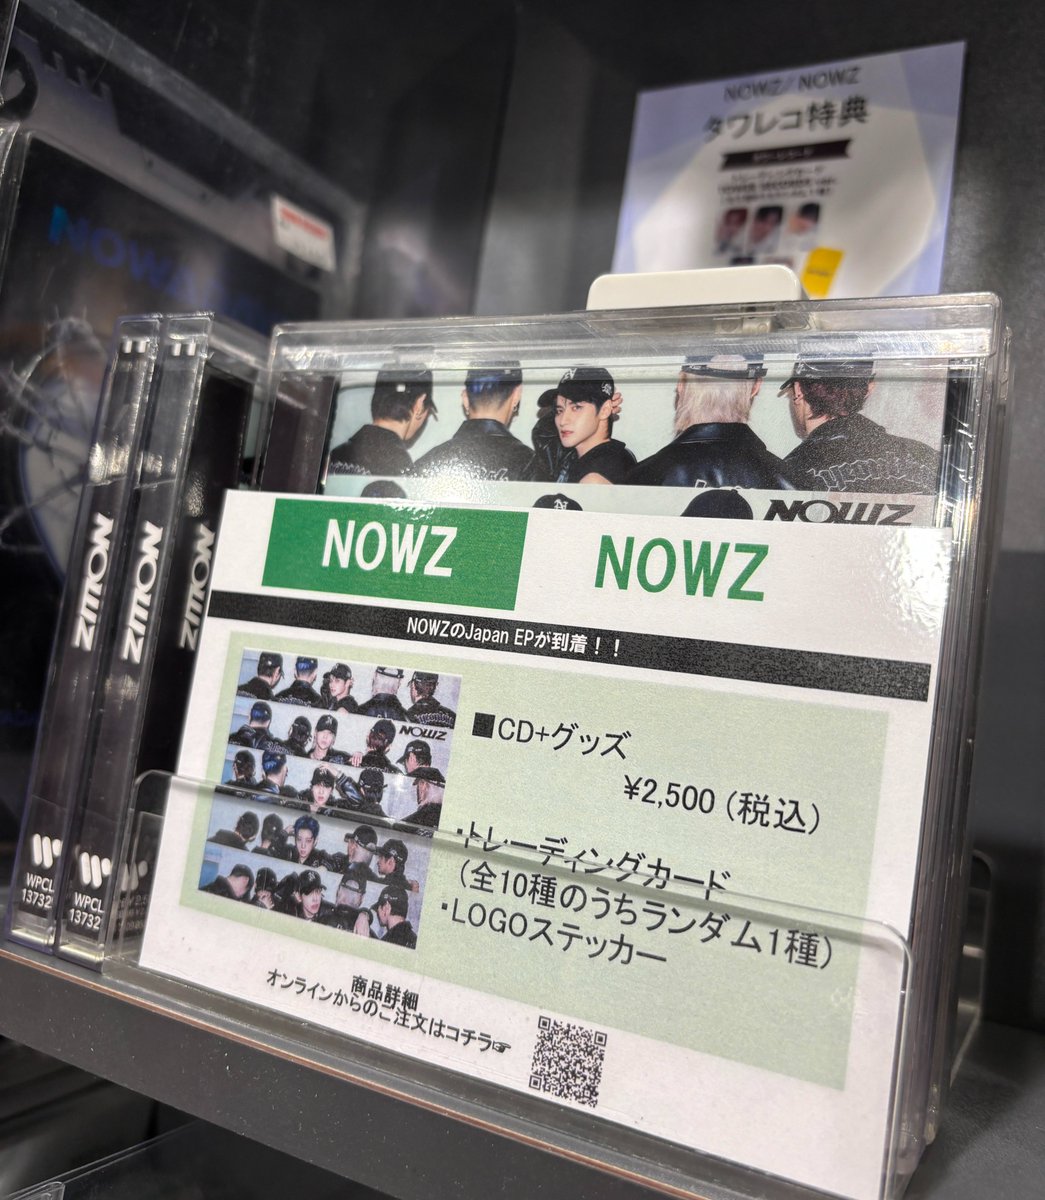 NOWZ/NOWZ
タワレコ特典
NOWZ
NOWZ
NOWZ
NOWZ
NOWZ
NOWZ
WPCL
13732
WPCL
13732
NOWZ
NOWZ
NOWZのJapan EPが到着！！
NOWZ
■CD+グッズ
¥2,500（税込）
・トレーディングカード
（全10種のうちランダム1種）
・LOGOステッカー
商品詳細
オンラインからのご注文はコチラ☞